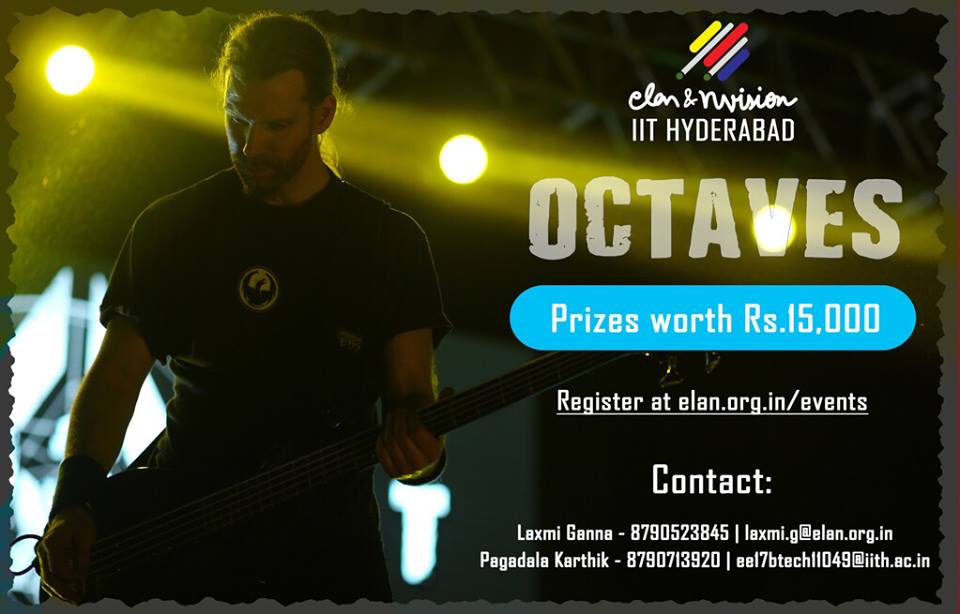 elan & nvision
IIT HYDERABAD
OCTAVES
Prizes worth Rs.15,000
Register at elan.org.in/events
Contact:
Laxmi Ganna - 8790523845 | laxmi.g@elan.org.in
Pagadala Karthik - 8790713920 | ee17btech11049@iith.ac.in